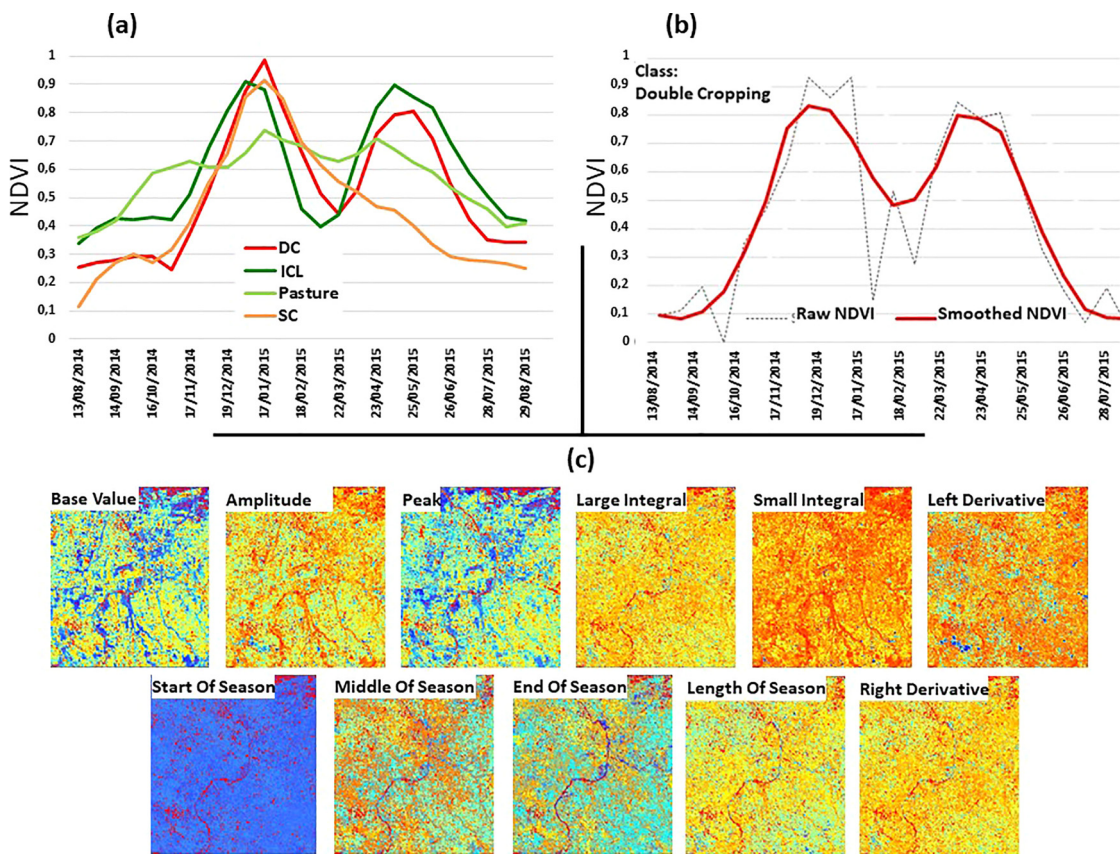 (a)
NDVI
1
0,9
0,8
0,7
0,6
0,5
0,4
0,3
0,2
0,1
0
DC
ICL
Pasture
SC
13/08/2014
14/09/2014
16/10/2014
17/11/2014
19/12/2014
17/01/2015
18/02/2015
22/03/2015
23/04/2015
25/05/2015
26/06/2015
28/07/2015
29/08/2015
(b)
Class:
Double Cropping
NDVI
1
0,9
0,8
0,7
0,6
0,5
0,4
0,3
0,2
0,1
0
Raw NDVI
Smoothed NDVI
13/08/2014
14/09/2014
16/10/2014
17/11/2014
19/12/2014
17/01/2015
18/02/2015
22/03/2015
23/04/2015
25/05/2015
26/06/2015
28/07/2015
(c)
Base Value
Amplitude
Peak
Large Integral
Small Integral
Left Derivative
Start Of Season
Middle Of Season
End Of Season
Length Of Season
Right Derivative